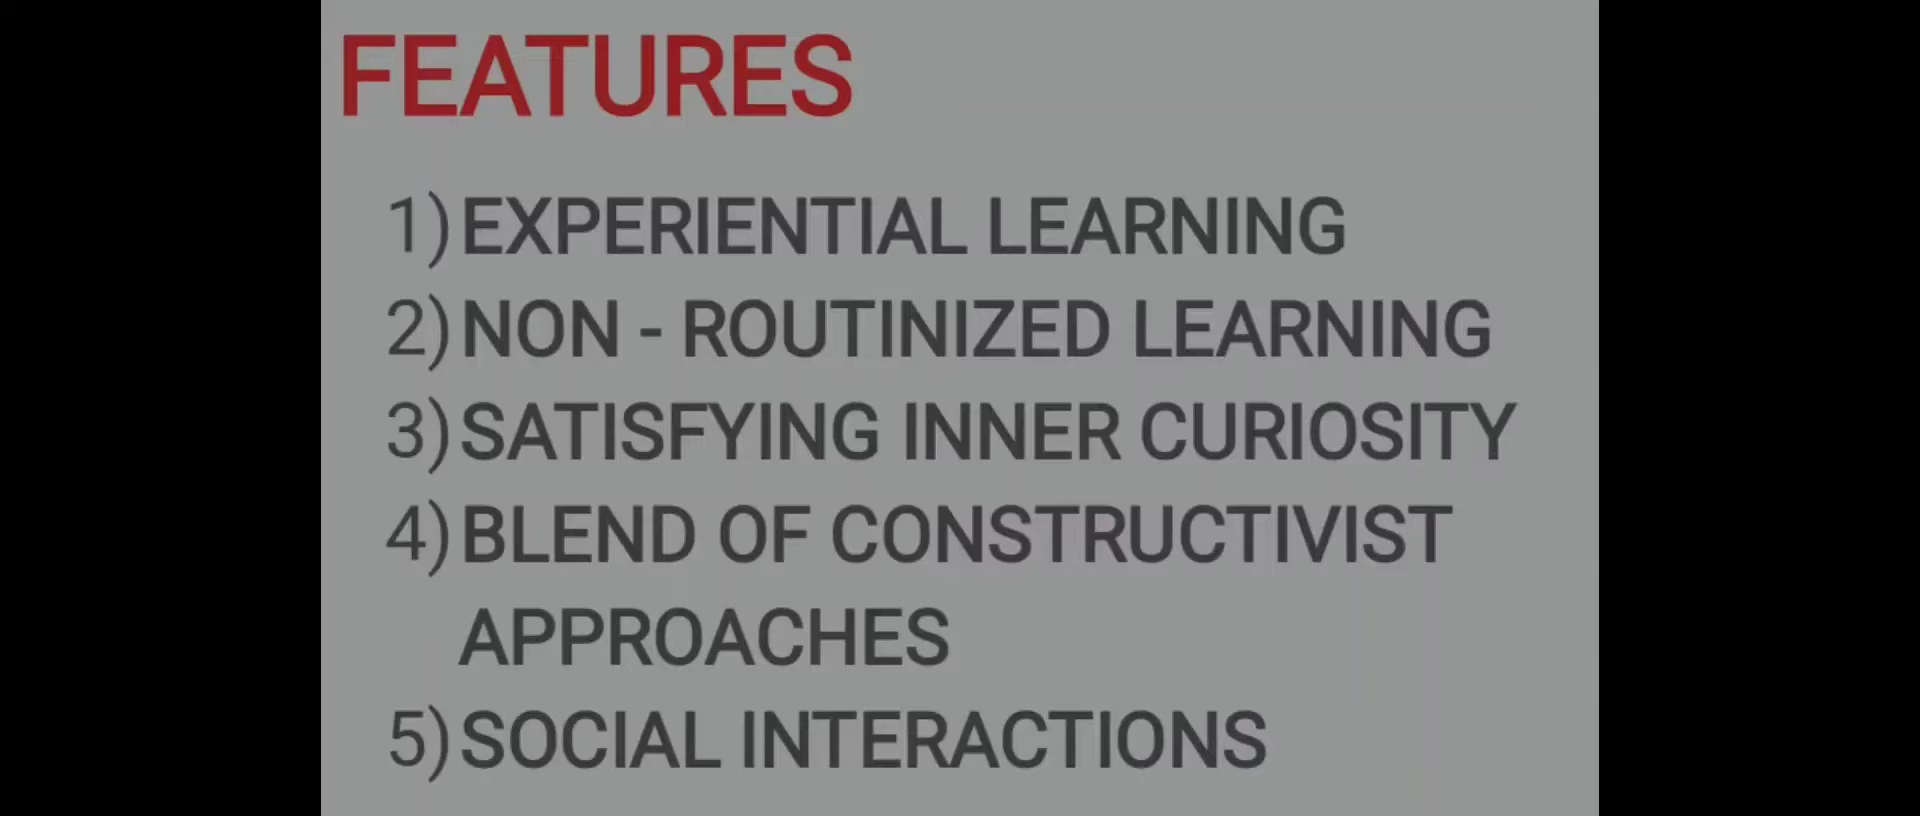 FEATURES
1) EXPERIENTIAL LEARNING
2) NON - ROUTINIZED LEARNING
3) SATISFYING INNER CURIOSITY
4) BLEND OF CONSTRUCTIVIST
APPROACHES
5) SOCIAL INTERACTIONS